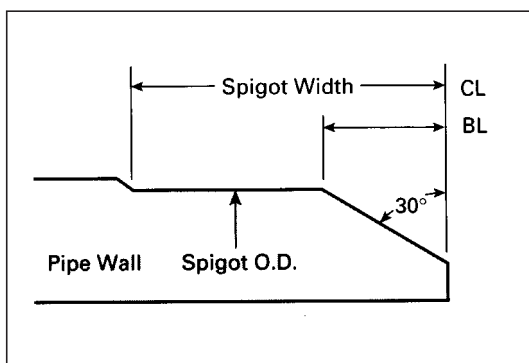 Spigot Width
CL
BL
30°
Pipe Wall
Spigot O.D.